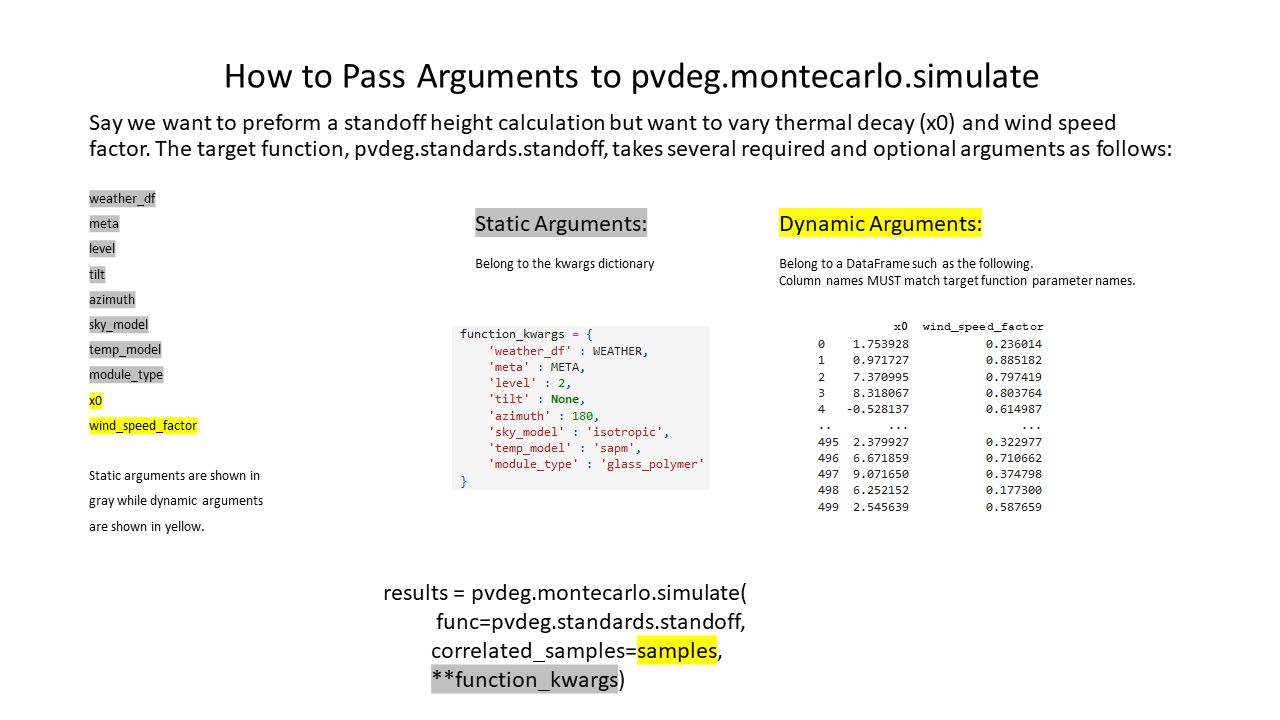 How to Pass Arguments to pvdeg.montecarlo.simulate
Say we want to preform a standoff height calculation but want to vary thermal decay (x0) and wind speed
factor. The target function, pvdeg.standards.standoff, takes several required and optional arguments as follows:
weather_df
meta
level
tilt
azimuth
sky_model
temp_model
module_type
x0
wind_speed_factor
Static arguments are shown in
gray while dynamic arguments
are shown in yellow.
Static Arguments:
Belong to the kwargs dictionary
function_kwargs = {
    'weather_df' : WEATHER,
    'meta' : META,
    'level' : 2,
    'tilt' : None,
    'azimuth' : 180,
    'sky_model' : 'isotropic',
    'temp_model' : 'sapm',
    'module_type' : 'glass_polymer'
}
Dynamic Arguments:
Belong to a DataFrame such as the following.
Column names MUST match target function parameter names.
x0 wind_speed_factor
0 1.753928 0.236014
1 0.971727 0.885182
2 7.370995 0.797419
3 8.318067 0.803764
4 -0.528137 0.614987
.. ... ...
495 2.379927 0.322977
496 6.671859 0.710662
497 9.071650 0.374798
498 6.252152 0.177300
499 2.545639 0.587659
results = pvdeg.montecarlo.simulate(
func=pvdeg.standards.standoff,
correlated_samples=samples,
**function_kwargs)